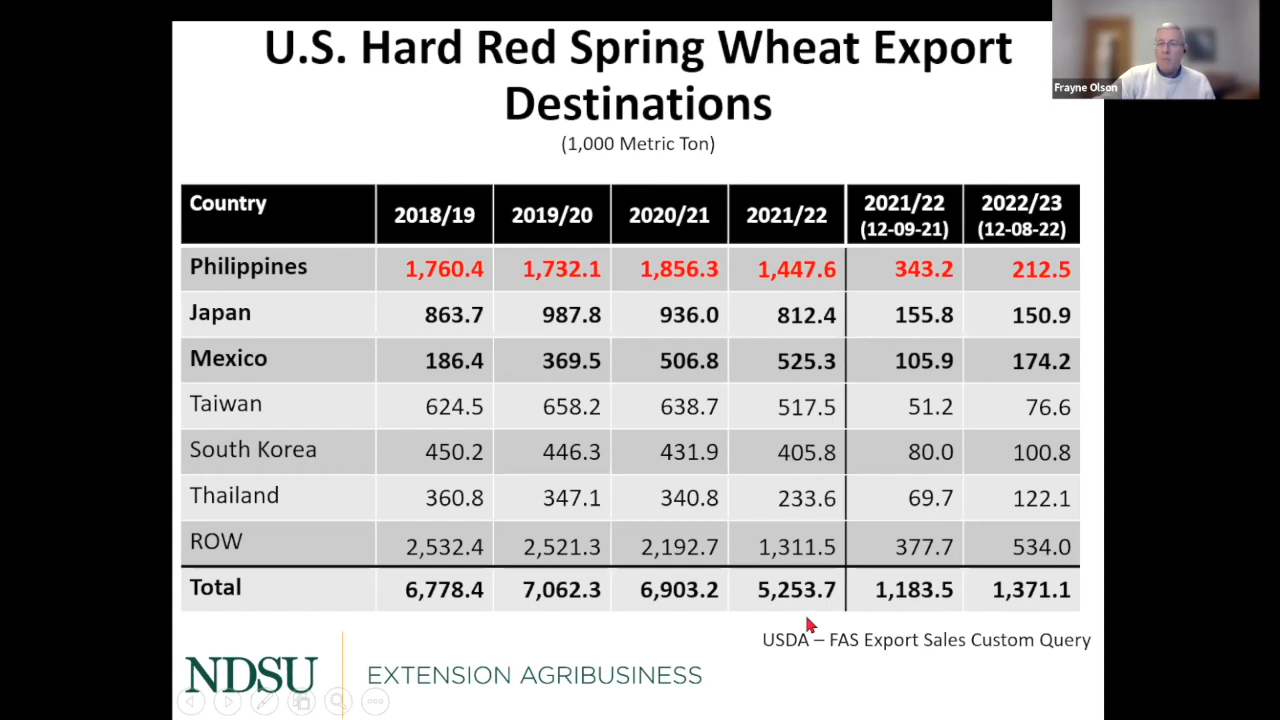 U.S. Hard Red Spring Wheat Export
Destinations
(1,000 Metric Ton)
Frayne Olson
Country 2018/19 2019/20 2020/21 2021/22 2021/22 (12-09-21) 2022/23 (12-08-22)
Philippines 1,760.4 1,732.1 1,856.3 1,447.6 343.2 212.5
Japan 863.7 987.8 936.0 812.4 155.8 150.9
Mexico 186.4 369.5 506.8 525.3 105.9 174.2
Taiwan 624.5 658.2 638.7 517.5 51.2 76.6
South Korea 450.2 446.3 431.9 405.8 80.0 100.8
Thailand 360.8 347.1 340.8 233.6 69.7 122.1
ROW 2,532.4 2,521.3 2,192.7 1,311.5 377.7 534.0
Total 6,778.4 7,062.3 6,903.2 5,253.7 1,183.5 1,371.1
USDA – FAS Export Sales Custom Query
NDSU EXTENSION AGRIBUSINESS